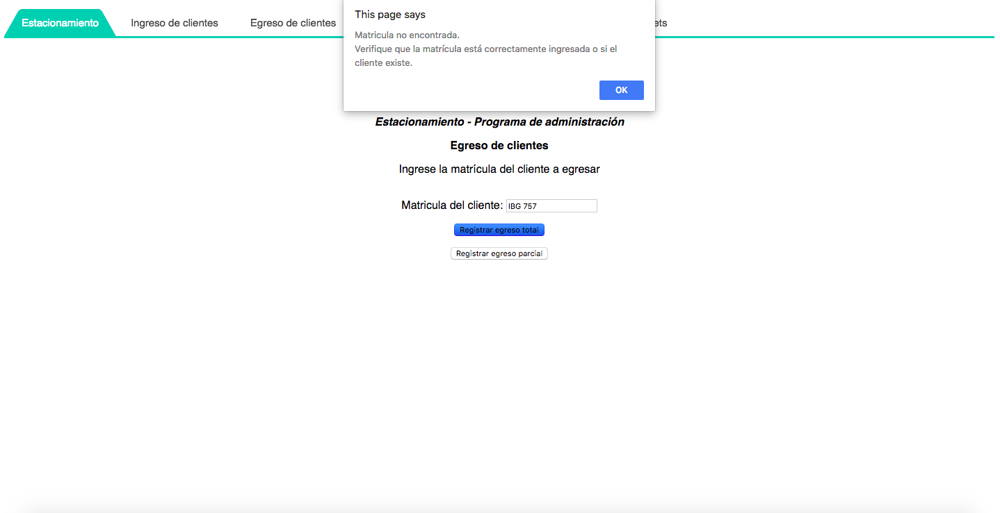 Estacionamiento
Ingreso de clientes
Egreso de clientes
ets
This page says
Matricula no encontrada.
Verifique que la matrícula está correctamente ingresada o si el
cliente existe.
OK
Estacionamiento - Programa de administración
Egreso de clientes
Ingrese la matrícula del cliente a egresar
Matricula del cliente: IBG 757
Registrar egreso total
Registrar egreso parcial